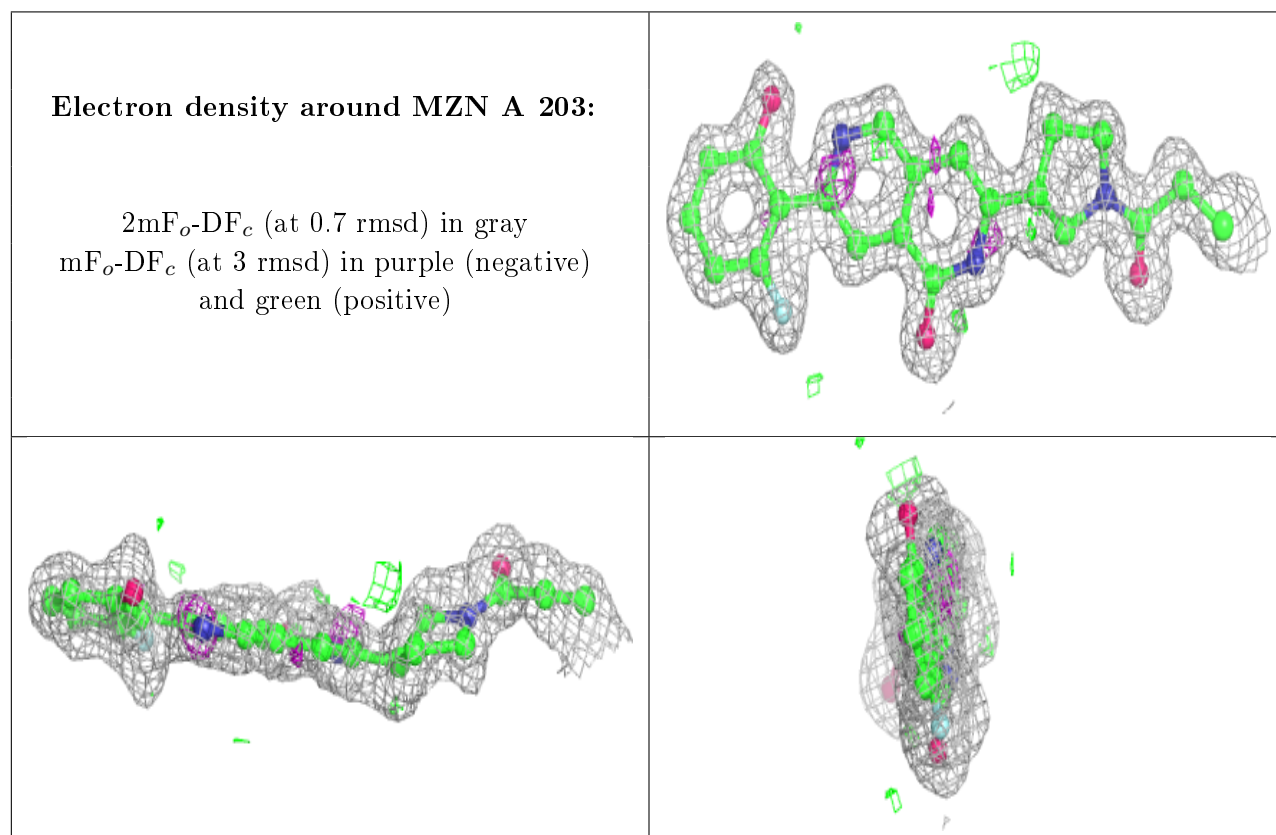 Electron density around MZN A 203:
2mFₒ-DF𝑐 (at 0.7 rmsd) in gray
mFₒ-DF𝑐 (at 3 rmsd) in purple (negative)
and green (positive)